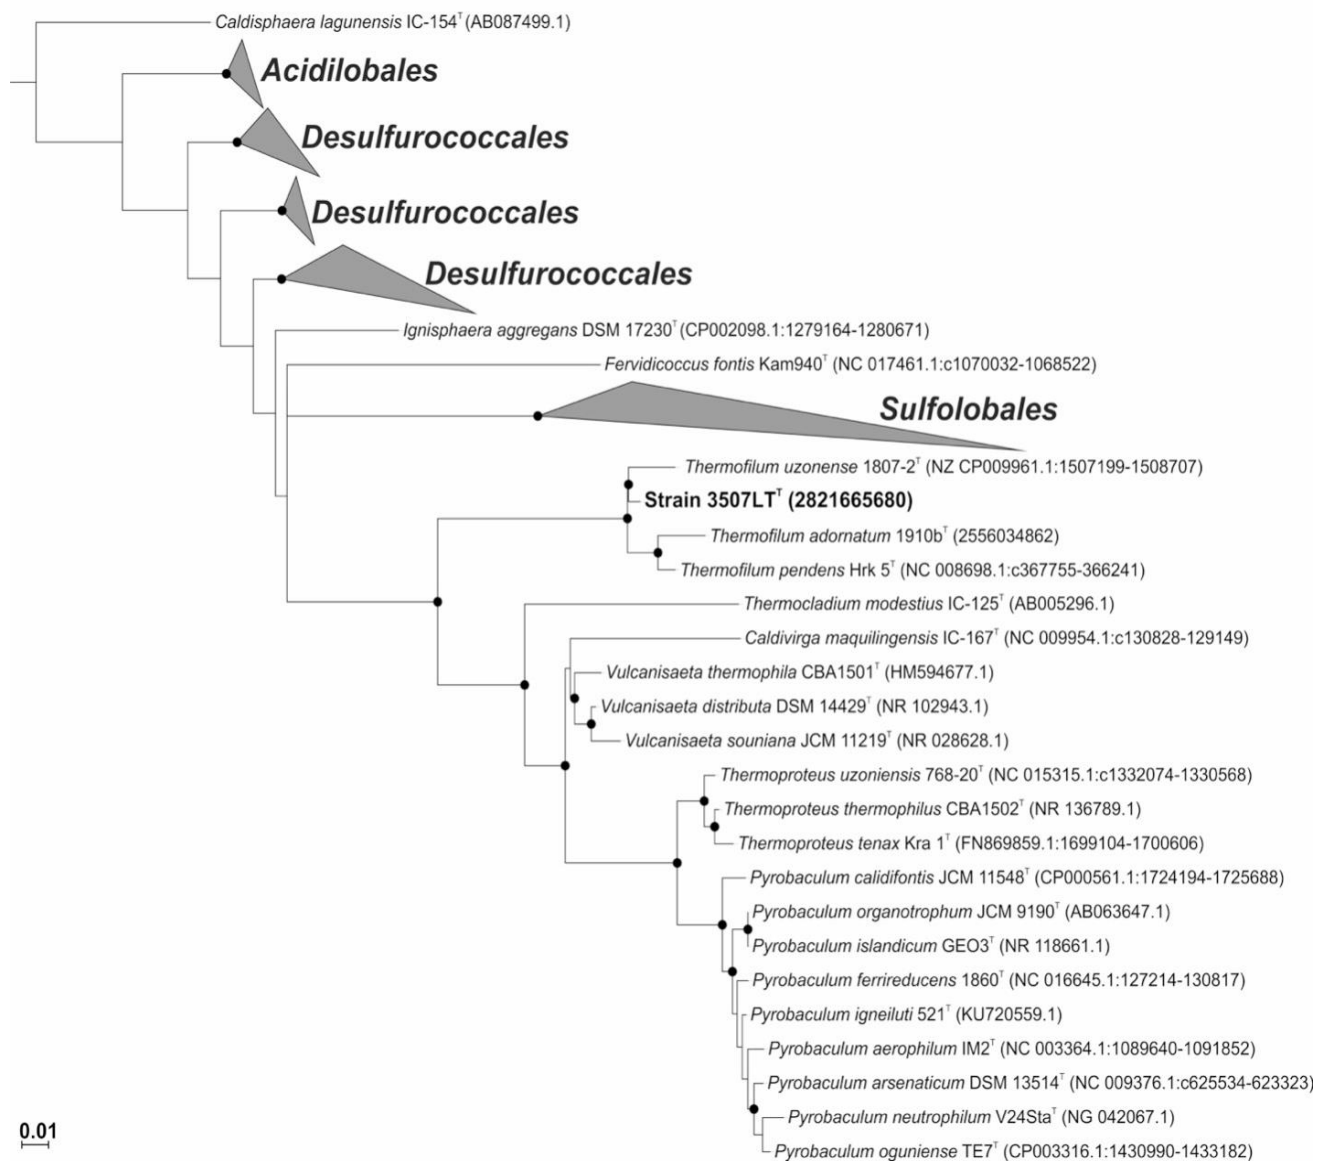 Caldisphaera lagunensis IC-154T (AB087499.1)
Acidilobales
Desulfurococcales
Desulfurococcales
Desulfurococcales
Ignisphaera aggregans DSM 17230T (CP002098.1:1279164-1280671)
Fervidicoccus fontis Kam940T (NC 017461.1:c1070032-1068522)
Sulfolobales
Thermofilum uzonense 1807-2T (NZ CP009961.1:1507199-1508707)
Strain 3507LTT (2821665680)
Thermofilum adornatum 1910bT (2556034862)
Thermofilum pendens Hrk 5T (NC 008698.1:c367755-366241)
Thermocladium modestius IC-125T (AB005296.1)
Caldivirga maquilingensis IC-167T (NC 009954.1:c130828-129149)
Vulcanisaeta thermophila CBA1501T (HM594677.1)
Vulcanisaeta distributa DSM 14429T (NR 102943.1)
Vulcanisaeta souniana JCM 11219T (NR 028628.1)
Thermoproteus uzoniensis 768-20T (NC 015315.1:c1332074-1330568)
Thermoproteus thermophilus CBA1502T (NR 136789.1)
Thermoproteus tenax Kra 1T (FN869859.1:1699104-1700606)
Pyrobaculum calidifontis JCM 11548T (CP000561.1:1724194-1725688)
Pyrobaculum organotrophum JCM 9190T (AB063647.1)
Pyrobaculum islandicum GEO3T (NR 118661.1)
Pyrobaculum ferrireducens 1860T (NC 016645.1:127214-130817)
Pyrobaculum igneiluti 521T (KU720559.1)
Pyrobaculum aerophilum IM2T (NC 003364.1:1089640-1091852)
Pyrobaculum arsenaticum DSM 13514T (NC 009376.1:c625534-623323)
Pyrobaculum neutrophilum V24StaT (NG 042067.1)
Pyrobaculum oguniense TE7T (CP003316.1:1430990-1433182)
0.01